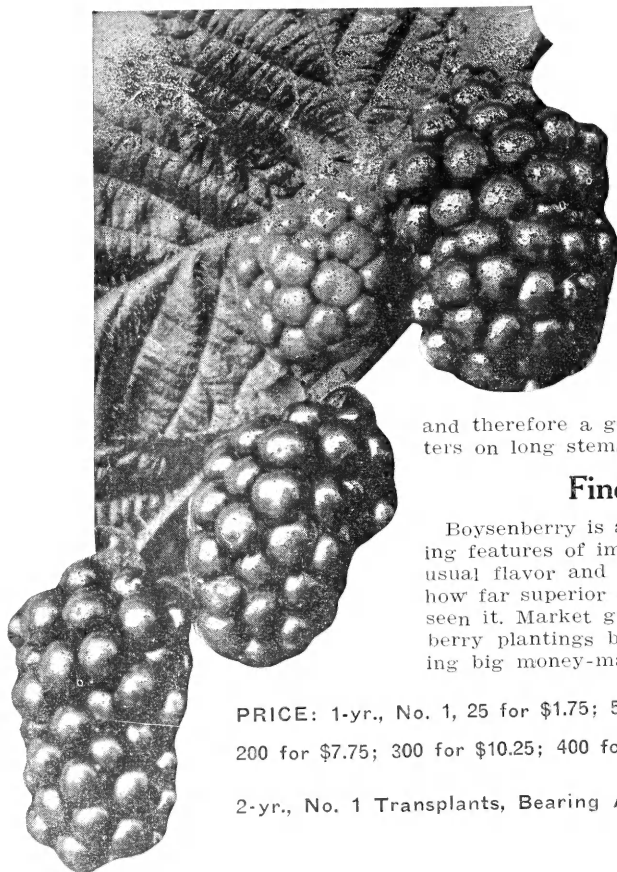 and therefore a g
ters on long stem
Fine
Boysenberry is a
ing features of im
usual flavor and
how far superior
seen it. Market g
berry plantings b
ing big money-ma
PRICE: 1-yr., No. 1, 25 for $1.75; 5
200 for $7.75; 300 for $10.25; 400 fo
2-yr., No. 1 Transplants, Bearing A